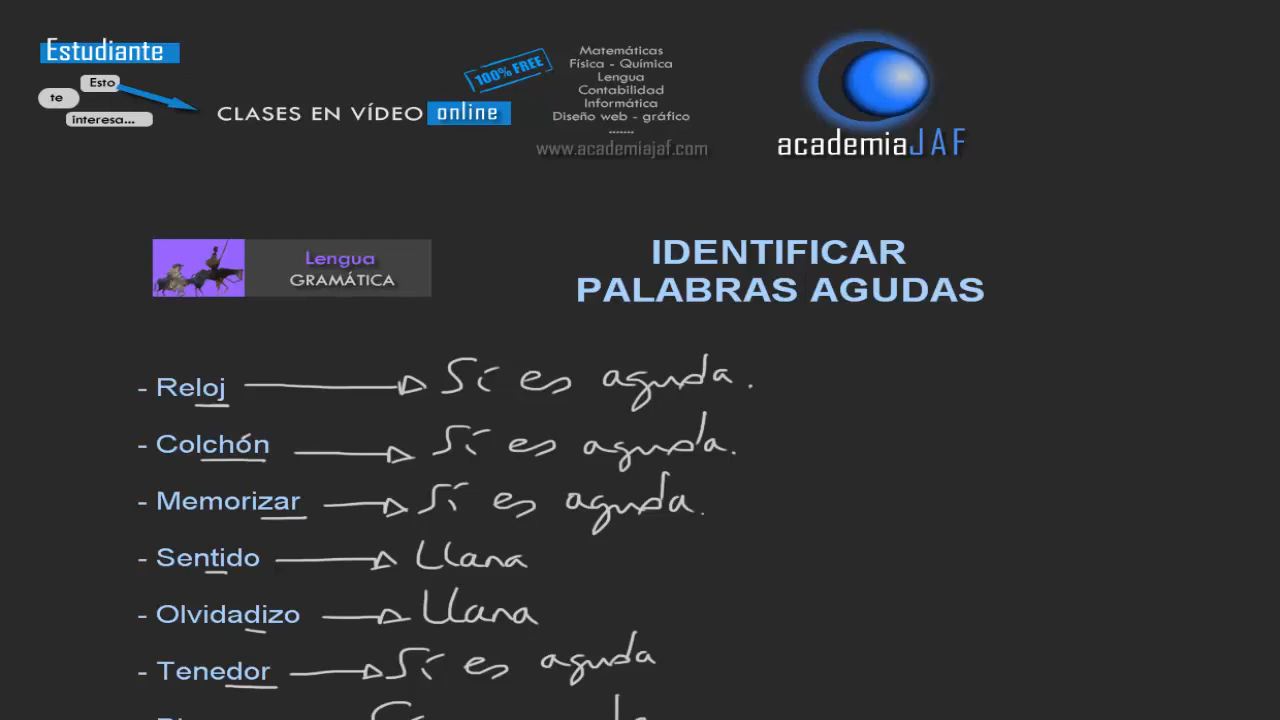 Estudiante
Esto
te
interesa...
CLASES EN VÍDEO online
100% FREE
Matemáticas
Física - Química
Lengua
Contabilidad
Informática
Diseño web - gráfico
.......
www.academiajaf.com
academiaJAF
Lengua
GRAMÁTICA
IDENTIFICAR
PALABRAS AGUDAS
- Reloj Sí es aguda.
- Colchón Sí es aguda.
- Memorizar Sí es aguda.
- Sentido Llana
- Olvidadizo Llana
- Tenedor Sí es aguda